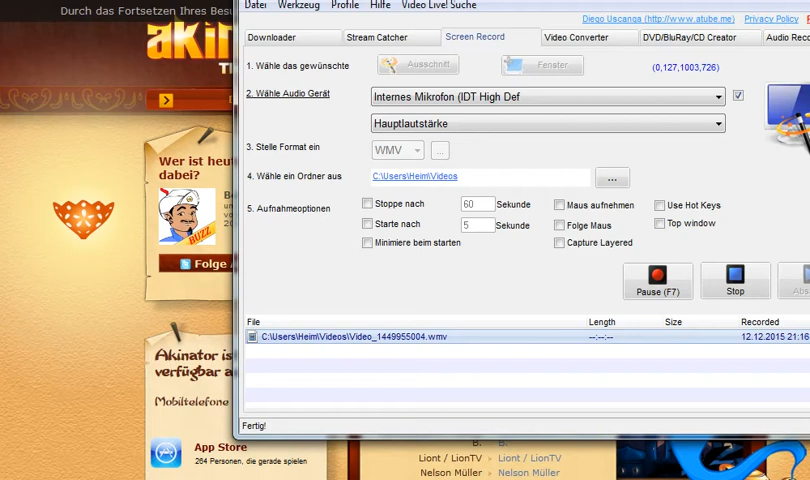 Durch das Fortsetzen Ihres Besu
Datei Werkzeug Profile Hilfe Video Live! Suche
Diego Uscanga (http://www.atube.me) Privacy Policy
Downloader Stream Catcher Screen Record Video Converter DVD/BluRay/CD Creator Audio Reco
akin
1. Wähle das gewünschte Ausschnitt Fenster (0,127,1003,726)
2. Wähle Audio Gerät Internes Mikrofon (IDT High Def
Hauptlautstärke
3. Stelle Format ein WMV ...
4. Wähle ein Ordner aus C:\Users\Heim\Videos ...
5. Aufnahmeoptionen
Stoppe nach 60 Sekunde Maus aufnehmen Use Hot Keys
Starte nach 5 Sekunde Folge Maus Top window
Minimiere beim starten Capture Layered
Pause (F7) Stop Abs
File Length Size Recorded
C:\Users\Heim\Videos\Video_1449955004.wmv --:--:-- 12.12.2015 21:16
Fertig!
Wer ist heu
dabei?
BUZZ
Folge
Akinator is
verfügbar a
Mobiltelefone
App Store
264 Personen, die gerade spielen
B. B.
Liont / LionTV Liont / LionTV
Nelson Müller Nelson Müller